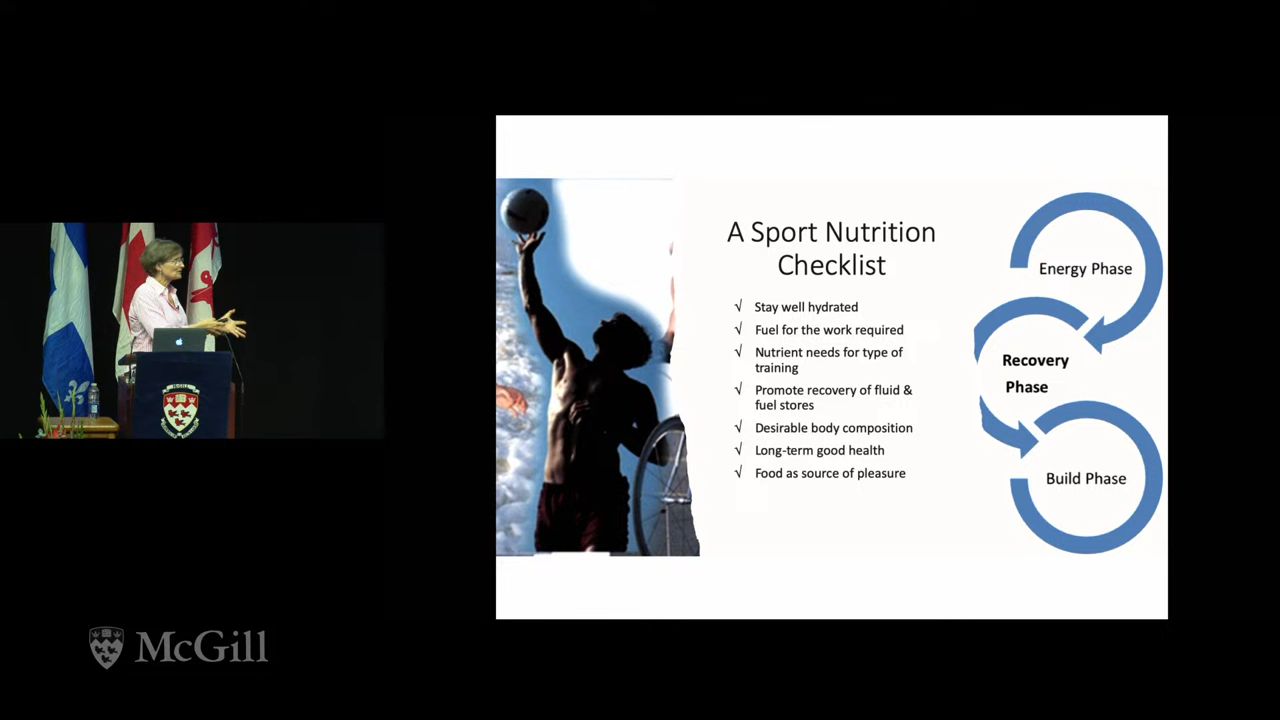 A Sport Nutrition
Checklist
√ Stay well hydrated
√ Fuel for the work required
√ Nutrient needs for type of
training
√ Promote recovery of fluid &
fuel stores
√ Desirable body composition
√ Long-term good health
√ Food as source of pleasure
Energy Phase
Recovery
Phase
Build Phase
McGILL
McGill